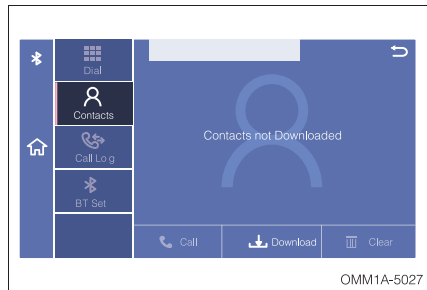 Dial
Contacts
Call Log
BT Set
Contacts not Downloaded
Call Download Clear
OMM1A-5027